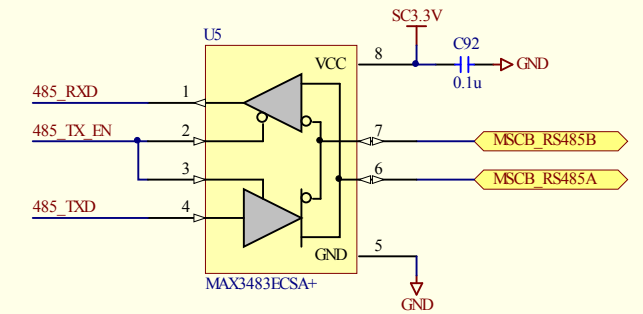 SC3.3V
U5
C92
VCC
8
GND
0.1u
485_RXD
1
485_TX_EN
2
7
MSCB_RS485B
3
6
MSCB_RS485A
485_TXD
4
GND
5
MAX3483ECSA+
GND